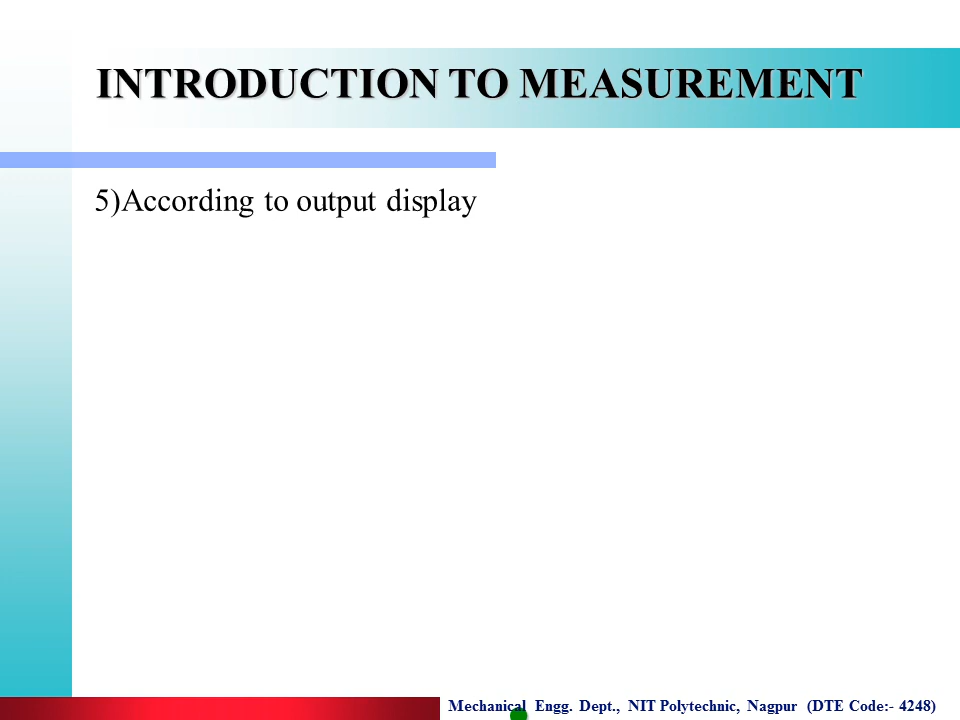 INTRODUCTION TO MEASUREMENT
5)According to output display
Mechanical Engg. Dept., NIT Polytechnic, Nagpur (DTE Code:- 4248)